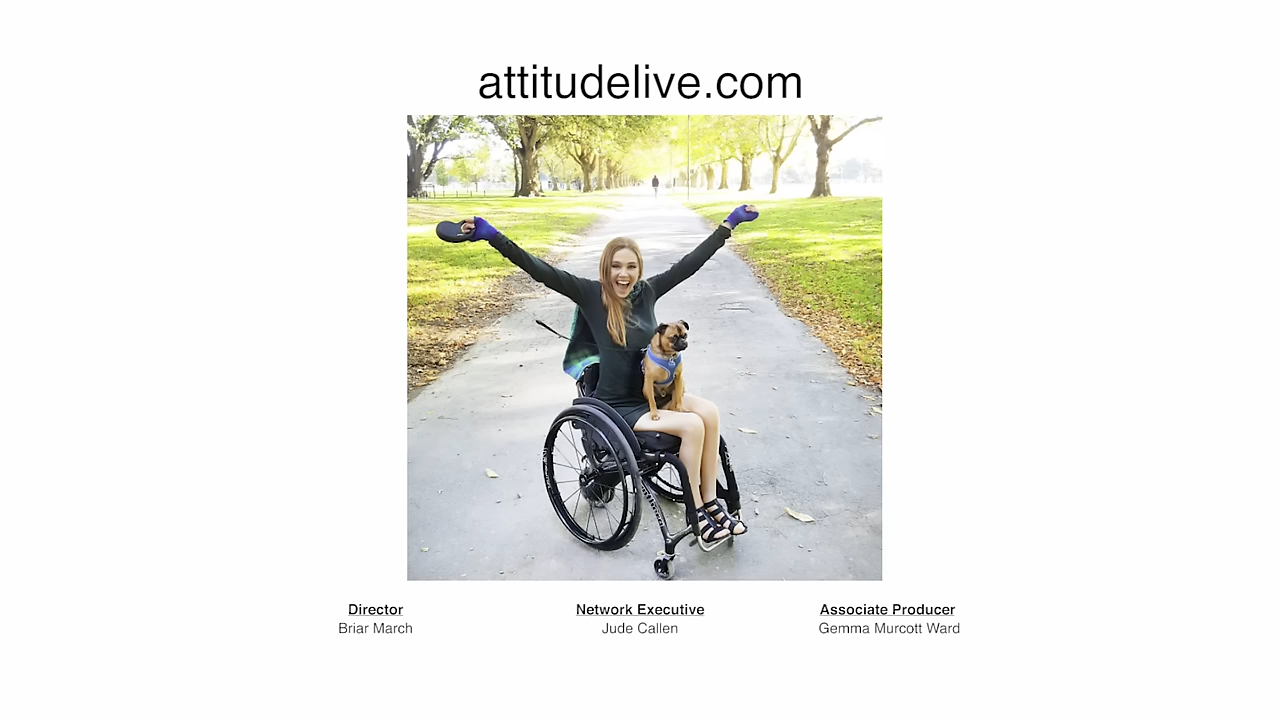 attitudelive.com
Director
Briar March
Network Executive
Jude Callen
Associate Producer
Gemma Murcott Ward